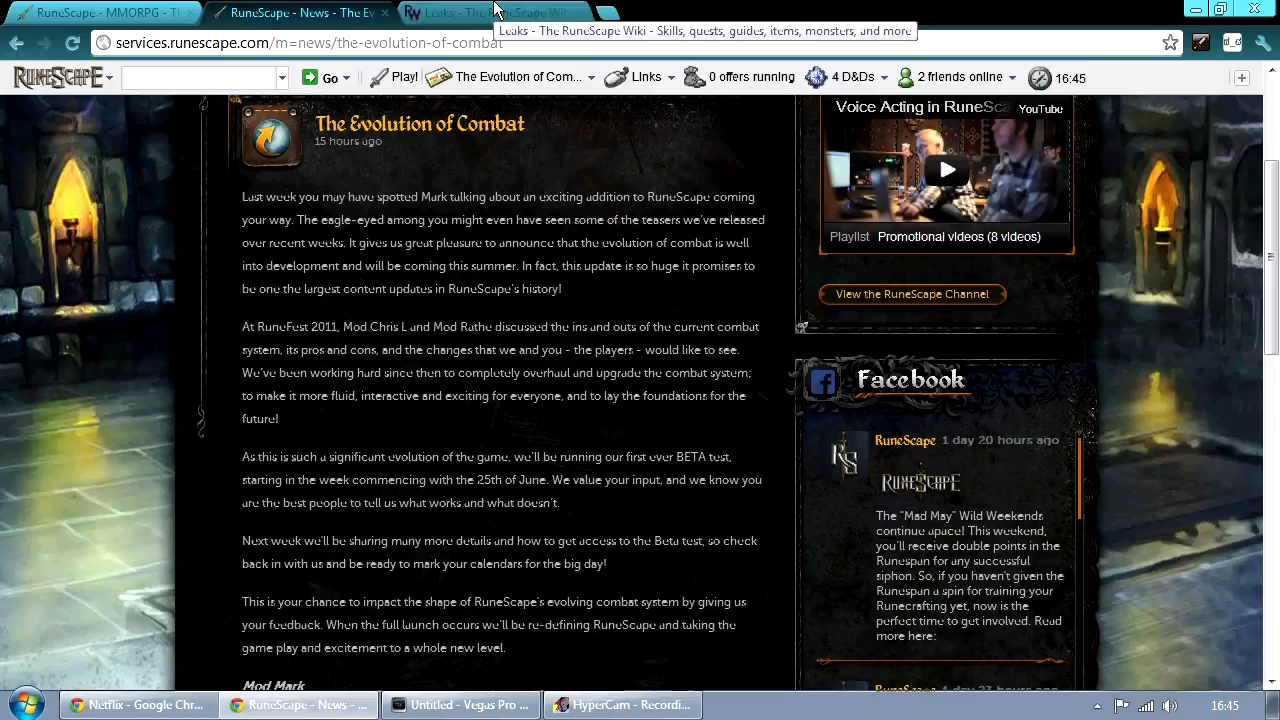 RuneScape - MMORPG - T
RuneScape - News - The Ev
Leaks - The RuneScape Wi
Leaks - The RuneScape Wiki - Skills, quests, guides, items, monsters, and more
services.runescape.com/m=news/the-evolution-of-combat
RUNESCAPE
Go
Play!
The Evolution of Com...
Links
0 offers running
4 D&Ds
2 friends online
16:45
The Evolution of Combat
15 hours ago
Last week you may have spotted Mark talking about an exciting addition to RuneScape coming
your way. The eagle-eyed among you might even have seen some of the teasers we've released
over recent weeks. It gives us great pleasure to announce that the evolution of combat is well
into development and will be coming this summer. In fact, this update is so huge it promises to
be one the largest content updates in RuneScape's history!
At RuneFest 2011, Mod Chris L and Mod Rathe discussed the ins and outs of the current combat
system, its pros and cons, and the changes that we and you - the players - would like to see.
We've been working hard since then to completely overhaul and upgrade the combat system;
to make it more fluid, interactive and exciting for everyone, and to lay the foundations for the
future!
As this is such a significant evolution of the game, we'll be running our first ever BETA test,
starting in the week commencing with the 25th of June. We value your input, and we know you
are the best people to tell us what works and what doesn't.
Next week we'll be sharing many more details and how to get access to the Beta test, so check
back in with us and be ready to mark your calendars for the big day!
This is your chance to impact the shape of RuneScape's evolving combat system by giving us
your feedback. When the full launch occurs we'll be re-defining RuneScape and taking the
game play and excitement to a whole new level.
Mod Mark
Voice Acting in RuneSca
YouTube
Playlist Promotional videos (8 videos)
View the RuneScape Channel
Facebook
RuneScape 1 day 20 hours ago
RS
RUNESCAPE
The "Mad May" Wild Weekends
continue apace! This weekend,
you'll receive double points in the
Runespan for any successful
siphon. So, if you haven't given the
Runespan a spin for training your
Runecrafting yet, now is the
perfect time to get involved. Read
more here:
RuneScape 1 day 23 hours ago
Netflix - Google Chr...
RuneScape - News - ...
Untitled - Vegas Pro ...
HyperCam - Recordi...
16:45